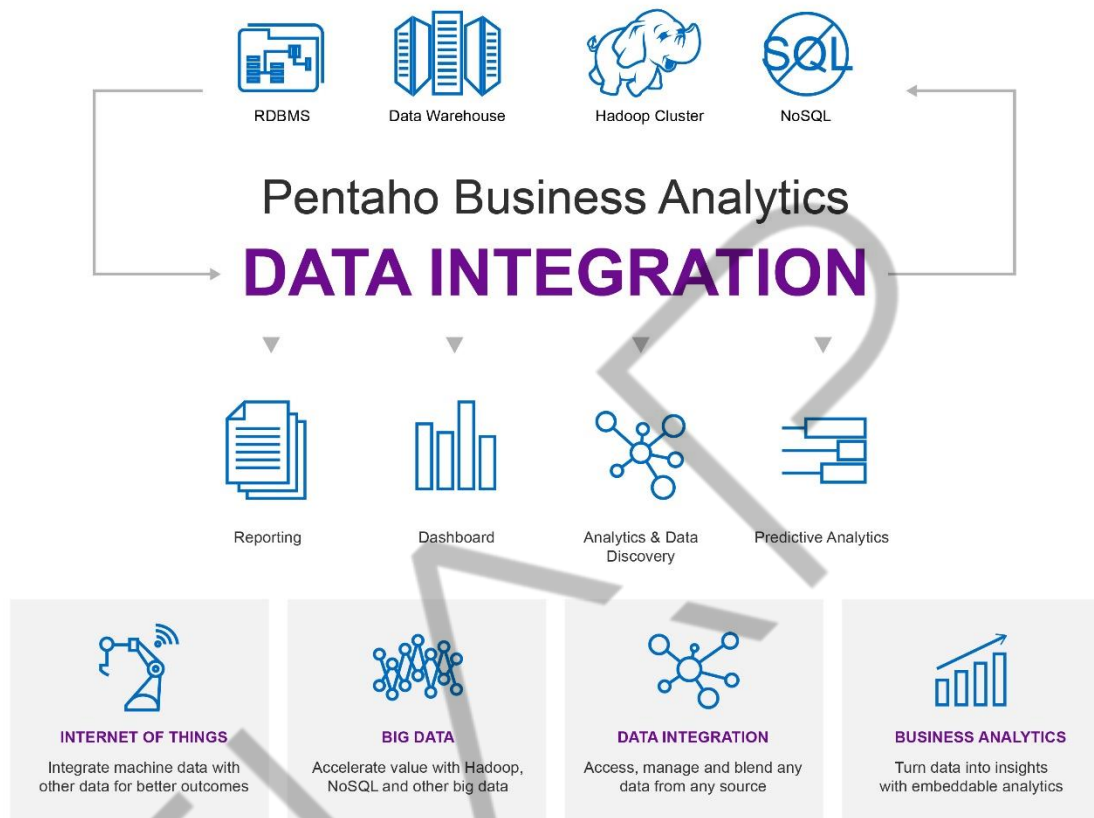 SQL
RDBMS
Data Warehouse
Hadoop Cluster
NoSQL
Pentaho Business Analytics
DATA INTEGRATION
Reporting
Dashboard
Analytics & Data
Discovery
Predictive Analytics
INTERNET OF THINGS
Integrate machine data with
other data for better outcomes
BIG DATA
Accelerate value with Hadoop,
NoSQL and other big data
DATA INTEGRATION
Access, manage and blend any
data from any source
BUSINESS ANALYTICS
Turn data into insights
with embeddable analytics